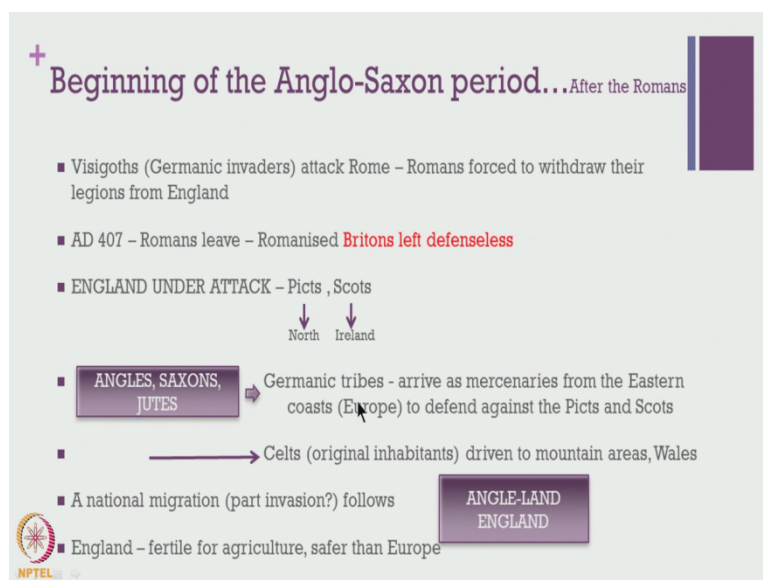 +
Beginning of the Anglo-Saxon period...After the Romans
■ Visigoths (Germanic invaders) attack Rome – Romans forced to withdraw their
legions from England
■ AD 407 – Romans leave – Romanised Britons left defenseless
■ ENGLAND UNDER ATTACK – Picts , Scots
North Ireland
■ ANGLES, SAXONS,
JUTES
Germanic tribes - arrive as mercenaries from the Eastern
coasts (Europe) to defend against the Picts and Scots
■ Celts (original inhabitants) driven to mountain areas, Wales
■ A national migration (part invasion?) follows
ANGLE-LAND
ENGLAND
■ England – fertile for agriculture, safer than Europe
NPTEL